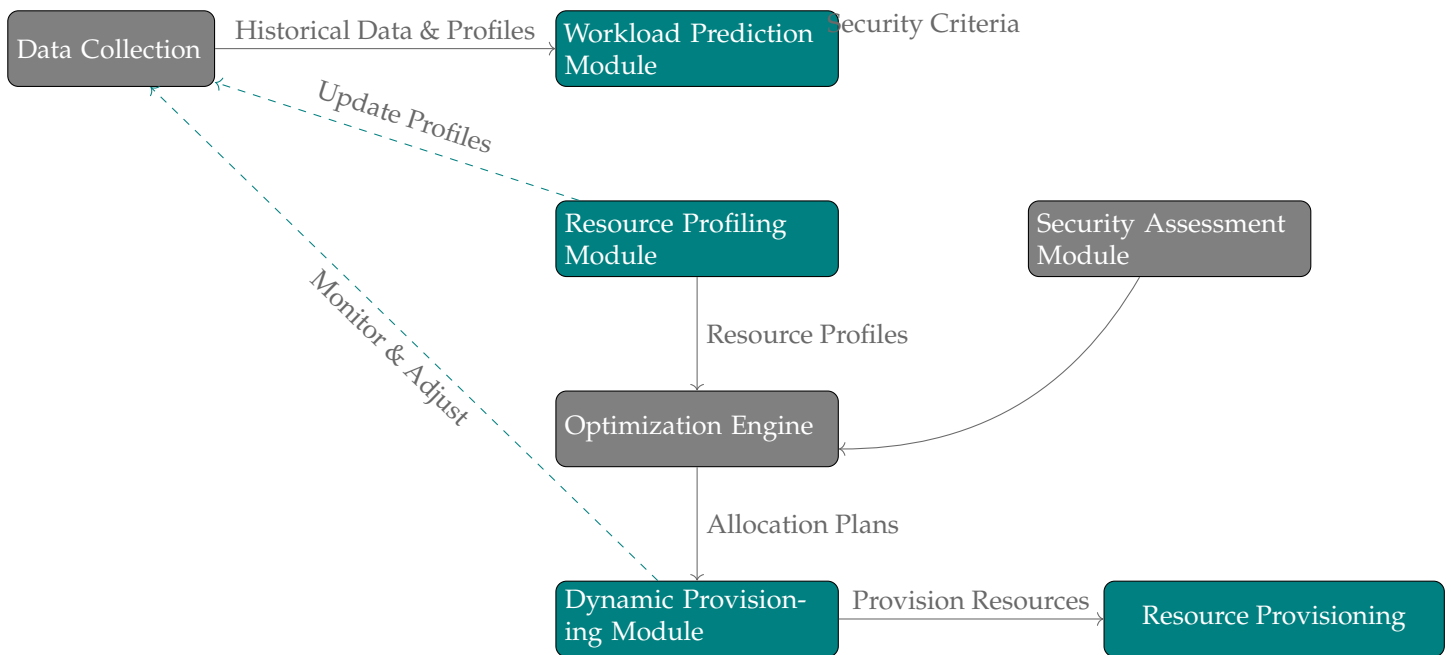 Data Collection
Historical Data & Profiles
Workload Prediction
Module
Security Criteria
Update Profiles
Resource Profiling
Module
Security Assessment
Module
Monitor & Adjust
Resource Profiles
Optimization Engine
Allocation Plans
Dynamic Provision-
ing Module
Provision Resources
Resource Provisioning